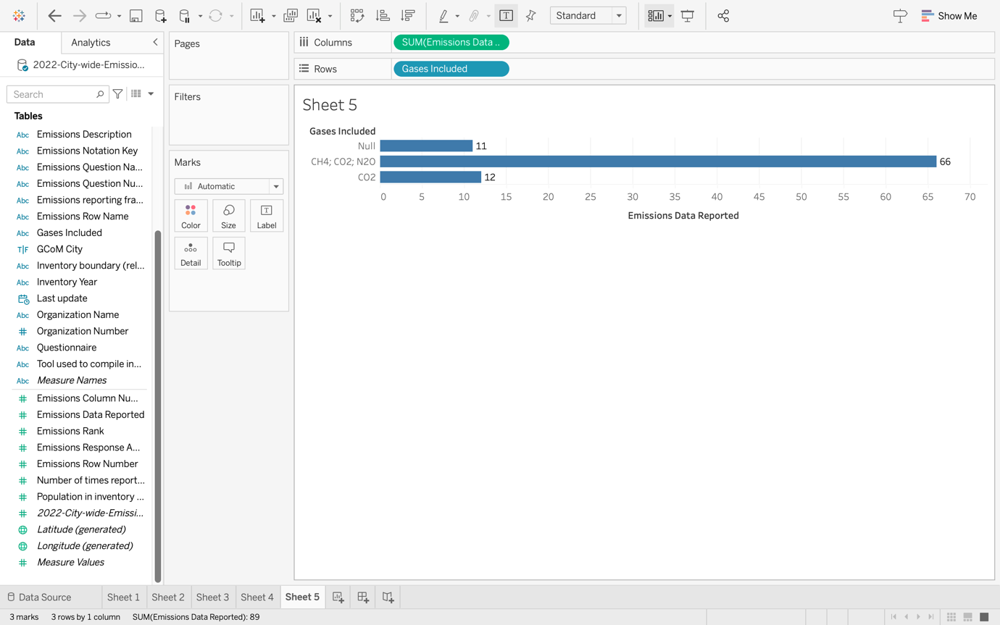 Standard
Show Me
Data
Analytics
2022-City-wide-Emissio...
Search
Tables
Abc Emissions Description
Abc Emissions Notation Key
Abc Emissions Question Na...
Abc Emissions Question Nu...
Abc Emissions reporting fra...
Abc Emissions Row Name
Abc Gases Included
T|F GCoM City
Abc Inventory boundary (rel...
Abc Inventory Year
Last update
Abc Organization Name
# Organization Number
Abc Questionnaire
Abc Tool used to compile in...
Abc Measure Names
# Emissions Column Nu...
# Emissions Data Reported
# Emissions Rank
# Emissions Response A...
# Emissions Row Number
# Number of times report...
# Population in inventory ...
# 2022-City-wide-Emissi...
Latitude (generated)
Longitude (generated)
# Measure Values
Pages
Filters
Marks
Automatic
Color Size T Label
Detail Tooltip
Columns SUM(Emissions Data ..
Rows Gases Included
Sheet 5
Gases Included
Null 11
CH4; CO2; N2O 66
CO2 12
0 5 10 15 20 25 30 35 40 45 50 55 60 65 70
Emissions Data Reported
Data Source Sheet 1 Sheet 2 Sheet 3 Sheet 4 Sheet 5
3 marks 3 rows by 1 column SUM(Emissions Data Reported): 89